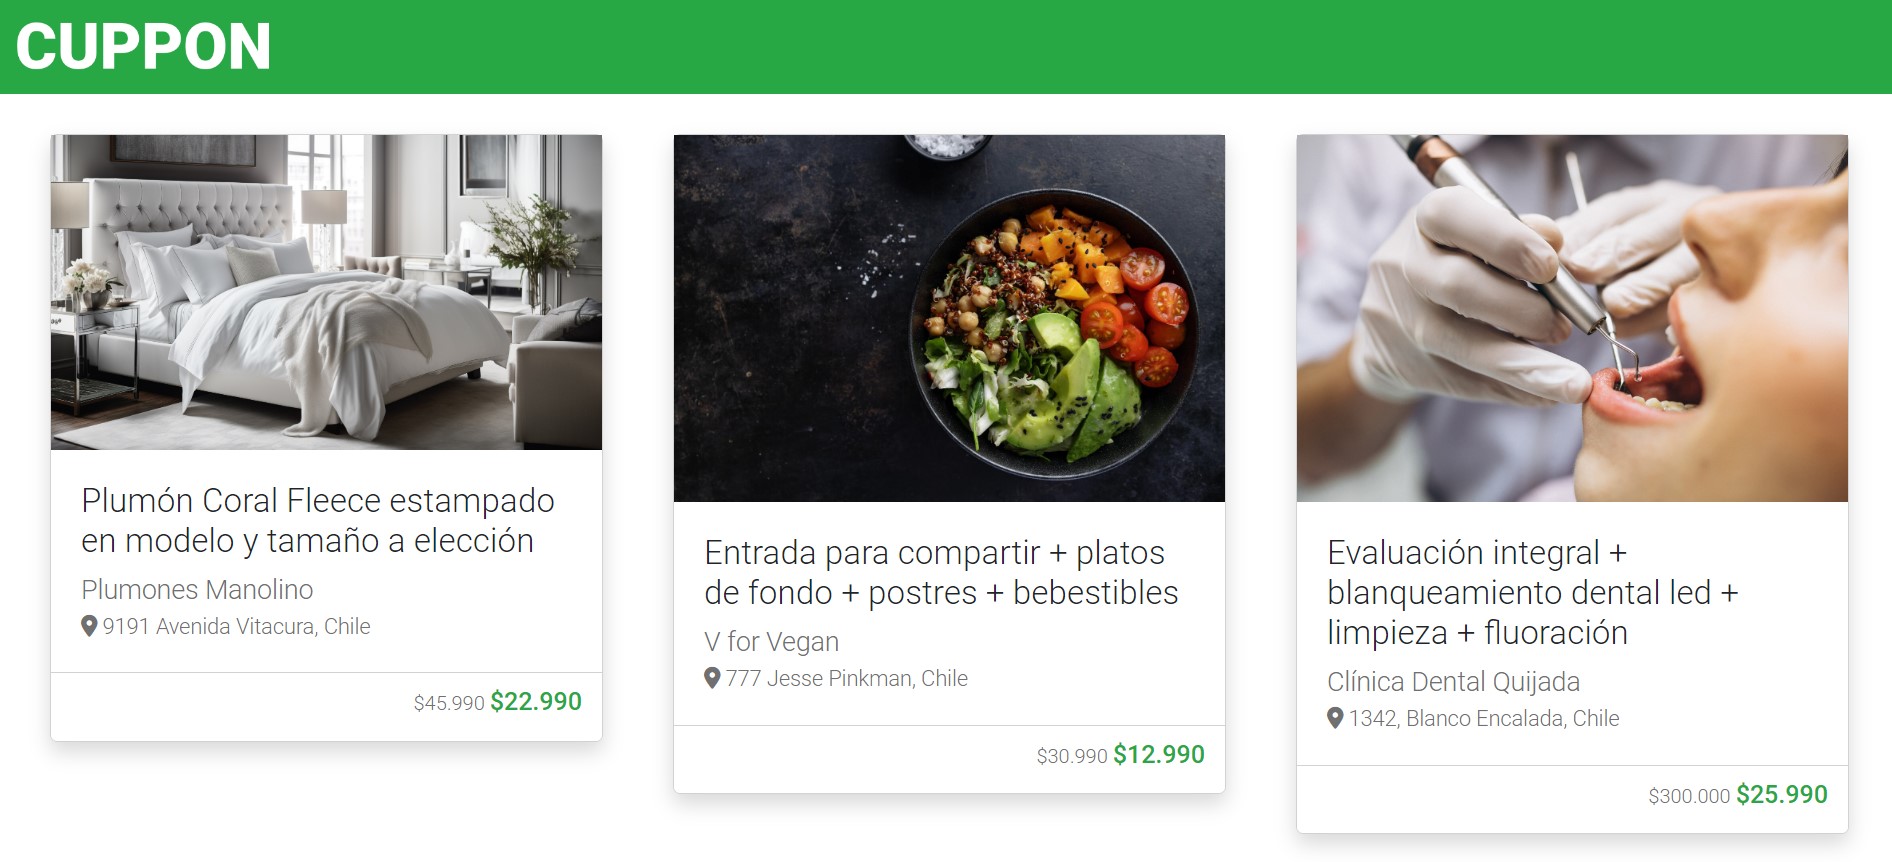 CUPPON
Plumón Coral Fleece estampado
en modelo y tamaño a elección
Plumones Manolino
9191 Avenida Vitacura, Chile
$45.990 $22.990
Entrada para compartir + platos
de fondo + postres + bebestibles
V for Vegan
777 Jesse Pinkman, Chile
$30.990 $12.990
Evaluación integral +
blanqueamiento dental led +
limpieza + fluoración
Clínica Dental Quijada
1342, Blanco Encalada, Chile
$300.000 $25.990